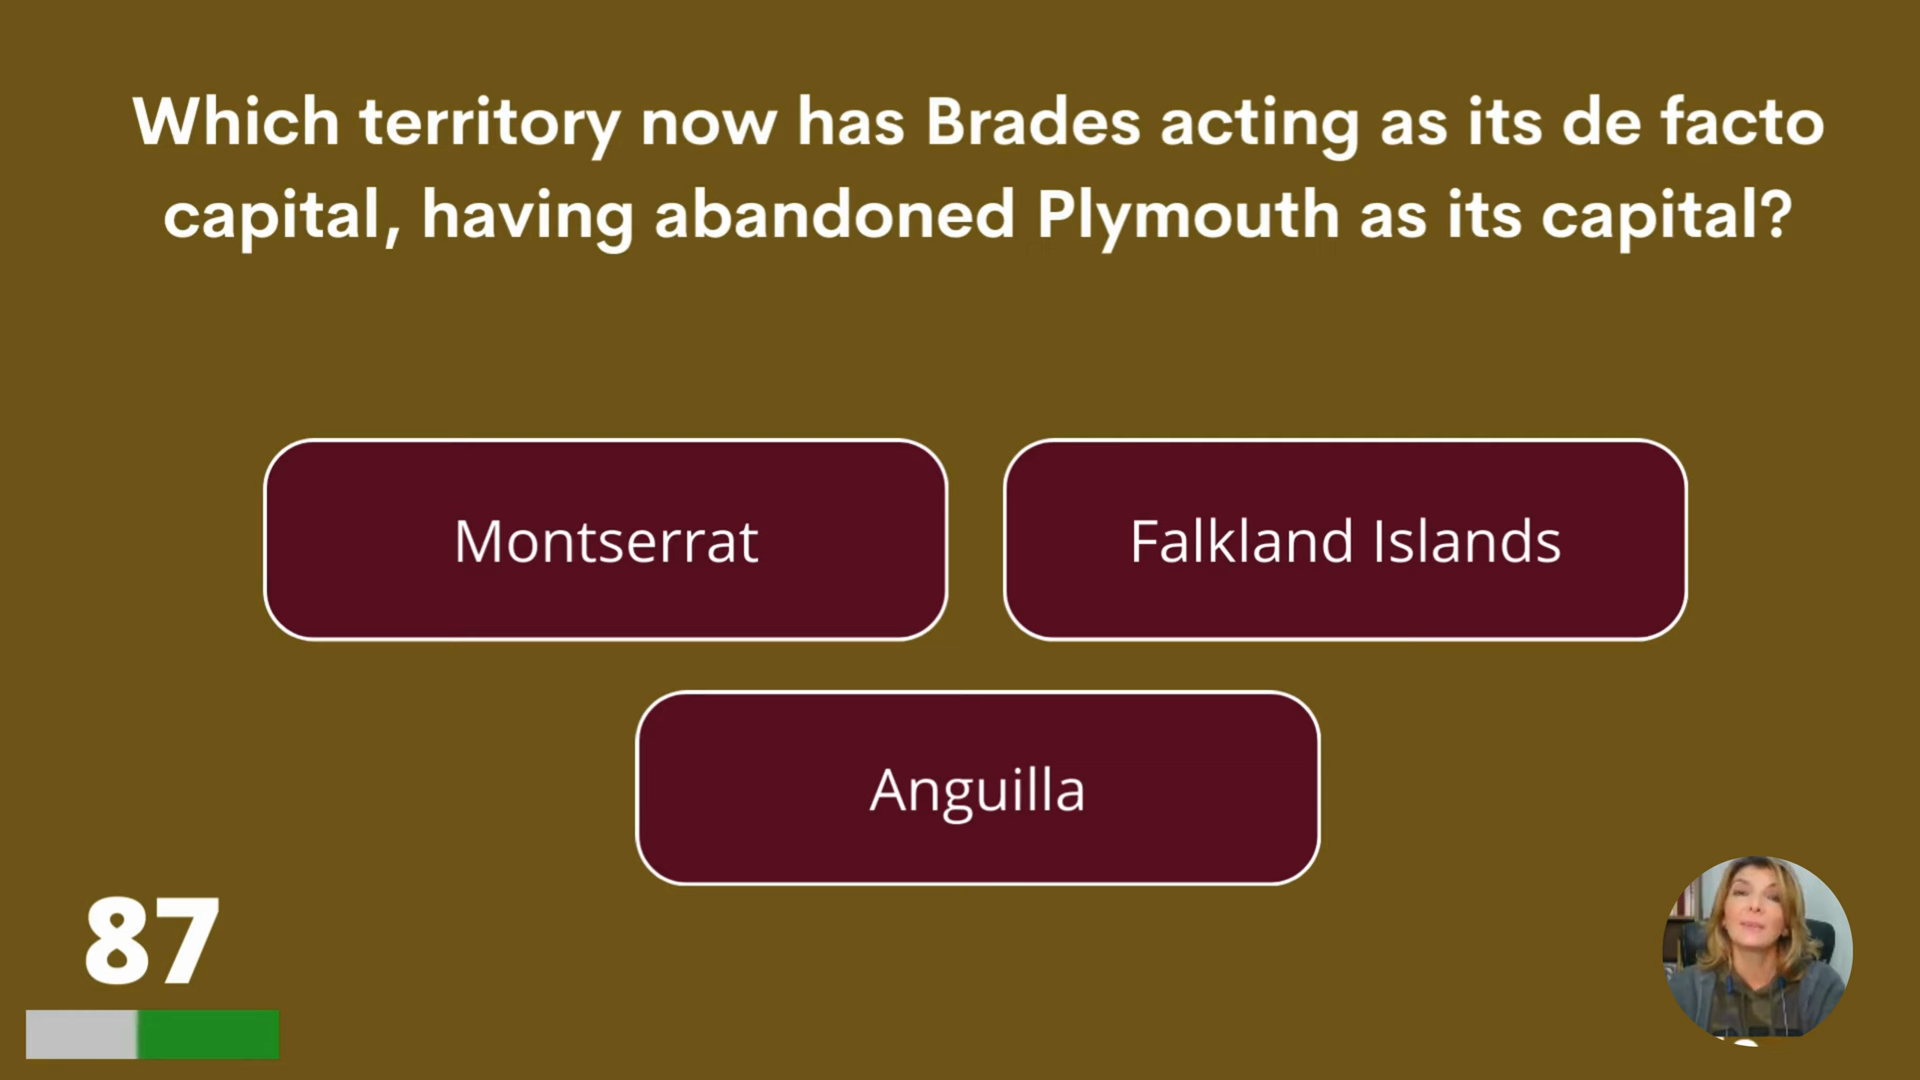 Which territory now has Brades acting as its de facto
capital, having abandoned Plymouth as its capital?
Montserrat
Falkland Islands
Anguilla
87